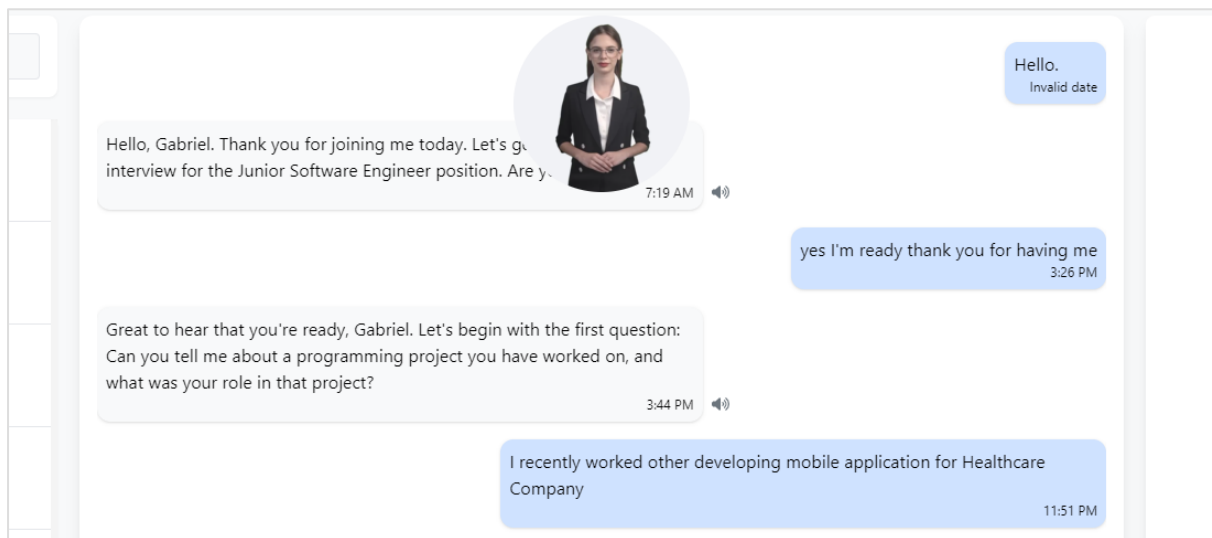 Hello.
Invalid date
Hello, Gabriel. Thank you for joining me today. Let's
interview for the Junior Software Engineer position. Are
7:19 AM
yes I'm ready thank you for having me
3:26 PM
Great to hear that you're ready, Gabriel. Let's begin with the first question:
Can you tell me about a programming project you have worked on, and
what was your role in that project?
3:44 PM
I recently worked other developing mobile application for Healthcare
Company
11:51 PM